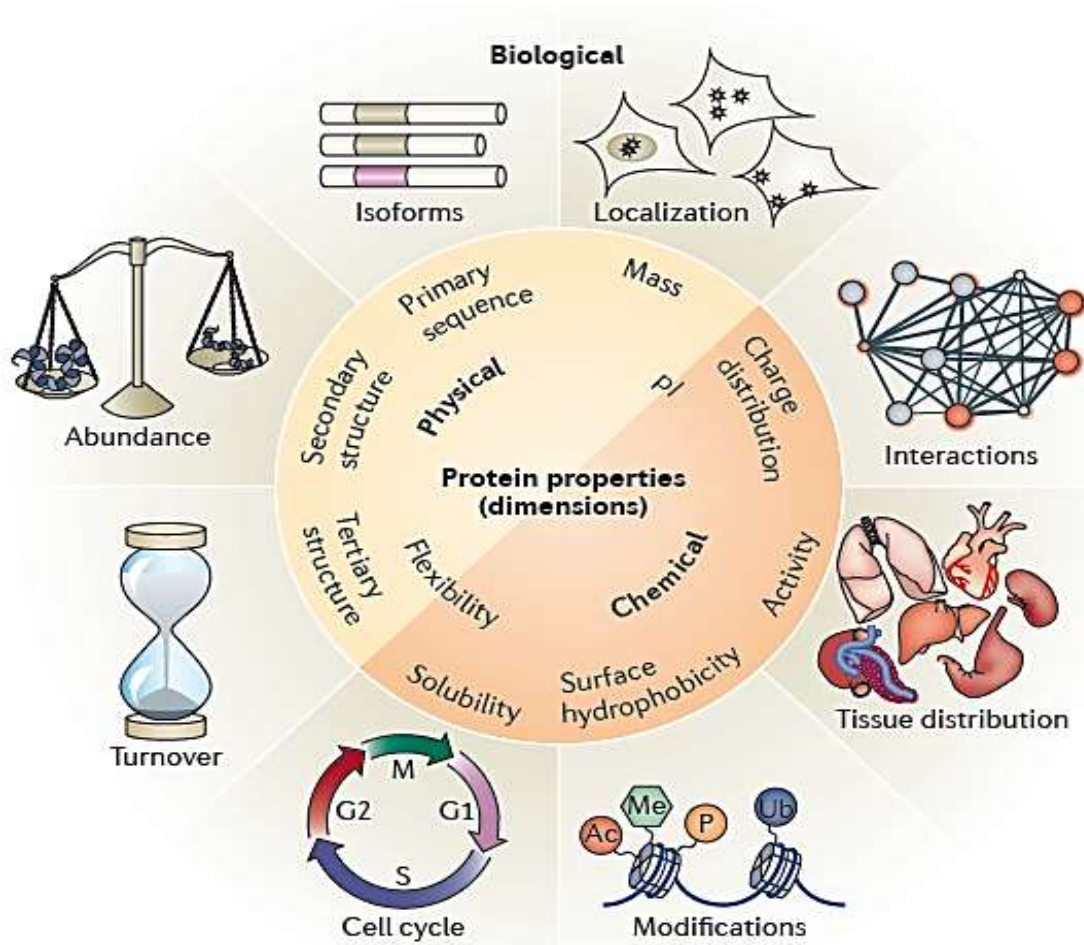 Biological
Isoforms
Localization
Primary
sequence
Mass
Secondary
structure
Physical
pI
Charge
distribution
Abundance
Interactions
Protein properties
(dimensions)
Tertiary
structure
Flexibility
Chemical
Activity
Solubility
Surface
hydrophobicity
Turnover
Tissue distribution
M
G2
G1
S
Cell cycle
Me
Ac
P
Ub
Modifications